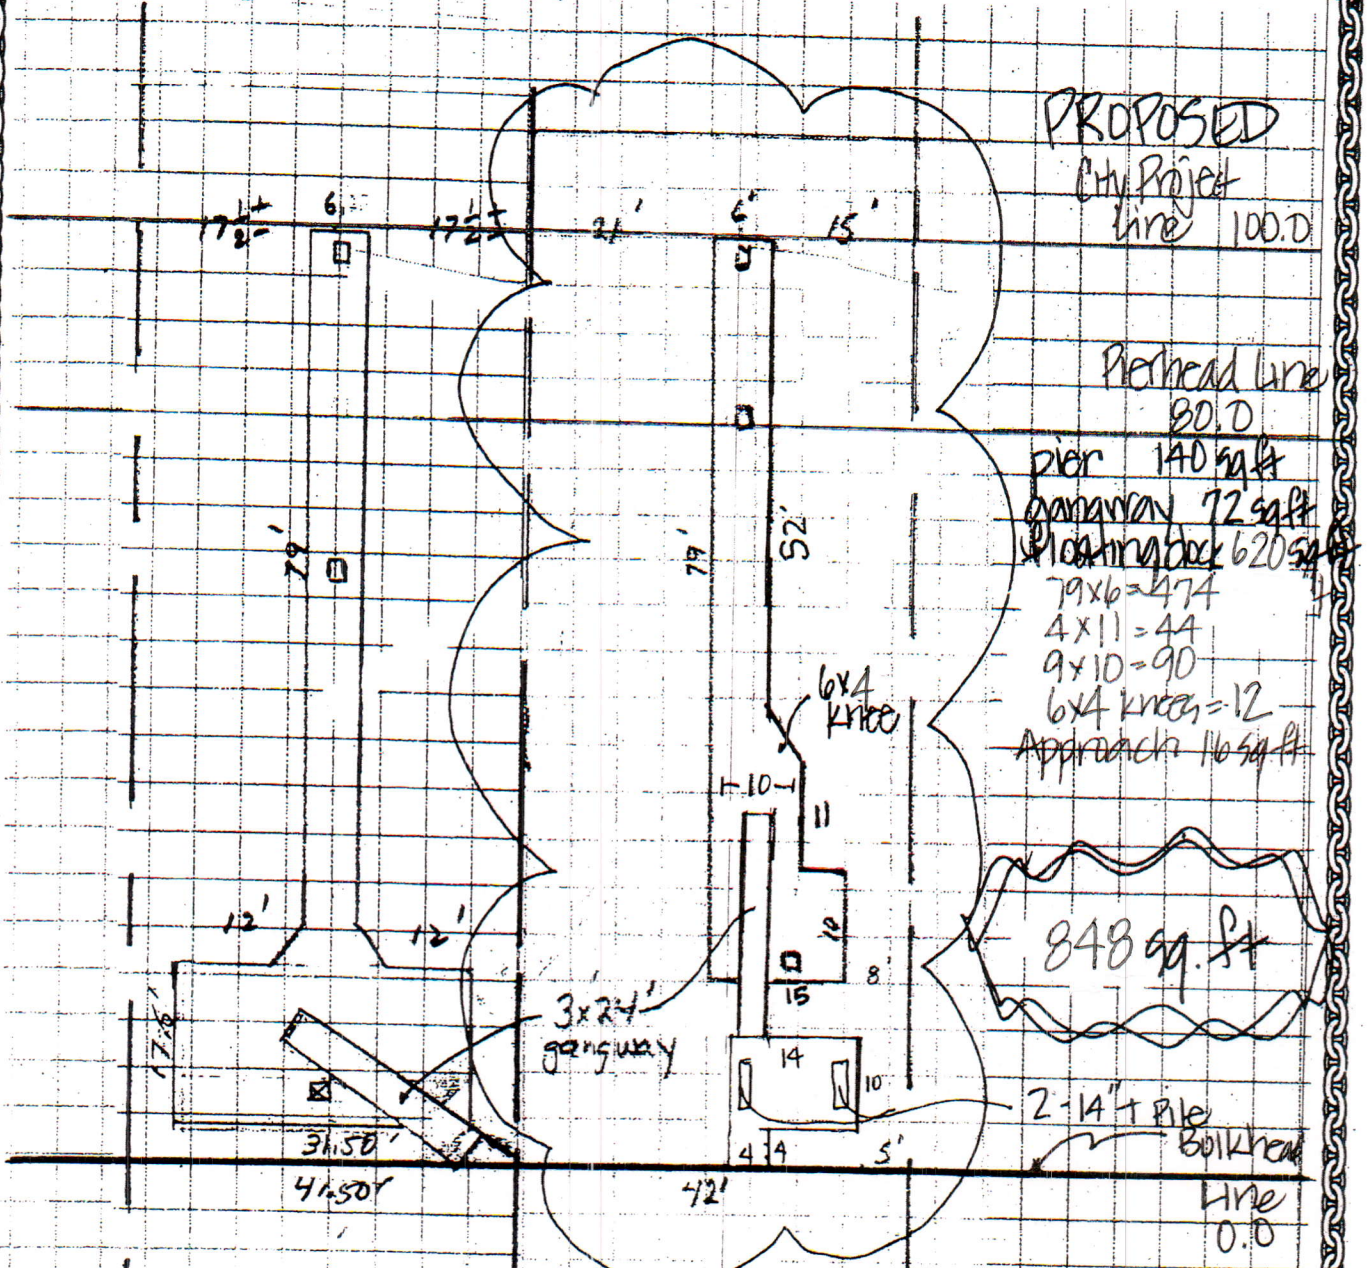 PROPOSED
City Project
Line 100.0
17 1/2 ±
6'
17 1/2 ±
21'
6'
15'
Pierhead Line
80.0
pier 140 sq ft
gangway 72 sq ft
floating dock 620 sq ft
79x6=474
4x11=44
9x10=90
6x4 knees=12
Approach 16 sq ft
848 sq. ft
79'
79'
52'
6x4
knee
10
11
12'
12'
10
8'
15
17.6'
3x24'
gangway
14
10
2-14" T Pile
Bulkhead
Line
0.0
31.50'
4
4
5'
41.50'
42'